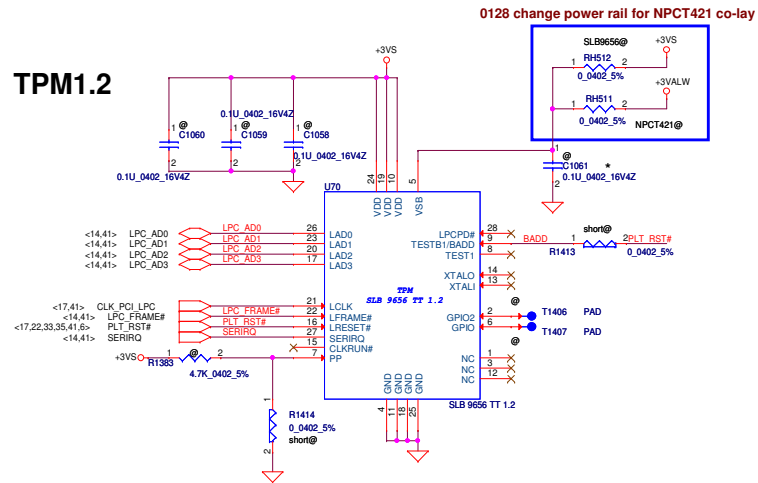 0128 change power rail for NPCT421 co-lay
TPM1.2
+3VS
SLB9656@
+3VS
1 RH512 2
0_0402_5%
+3VALW
1 RH511 2
0_0402_5%
NPCT421@
0.1U_0402_16V4Z
1 @ C1060 2
1 @ C1059 2
1 @ C1058 2
0.1U_0402_16V4Z
0.1U_0402_16V4Z
1 @ C1061 * 2
0.1U_0402_16V4Z
U70
24 19 10 5
VDD VDD VDD VSB
<14,41> LPC_AD0 LPC_AD0 26 LAD0
<14,41> LPC_AD1 LPC_AD1 23 LAD1
<14,41> LPC_AD2 LPC_AD2 20 LAD2
<14,41> LPC_AD3 LPC_AD3 17 LAD3
LPCPD# 28
TESTB1/BADD 9 BADD
TEST1 8
short@
1 R1413 2 PLT_RST#
0_0402_5%
XTALO 14
XTALI 13
TPM
SLB 9656 TT 1.2
<17,41> CLK_PCI_LPC 21 LCLK
<14,41> LPC_FRAME# LPC_FRAME# 22 LFRAME#
<17,22,33,35,41,6> PLT_RST# PLT_RST# 16 LRESET#
<14,41> SERIRQ SERIRQ 27 SERIRQ
15 CLKRUN#
7 PP
@
GPIO2 2 T1406 PAD
GPIO 6 T1407 PAD
@
NC 1
NC 3
NC 12
+3VS 1 R1383 @ 2
4.7K_0402_5%
1 R1414 2
0_0402_5%
short@
GND GND GND GND
4 11 18 25
SLB 9656 TT 1.2